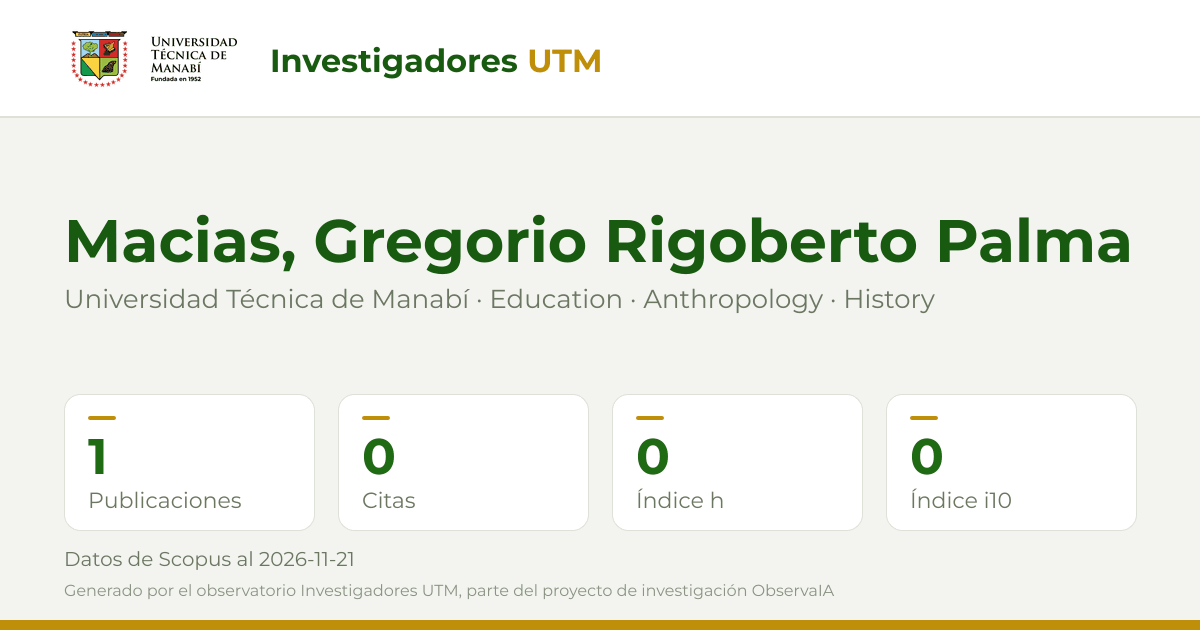 UNIVERSIDAD
TÉCNICA DE
MANABÍ
Fundada en 1952
Investigadores UTM
Macias, Gregorio Rigoberto Palma
Universidad Técnica de Manabí · Education · Anthropology · History
1
Publicaciones
0
Citas
0
Índice h
0
Índice i10
Datos de Scopus al 2026-11-21
Generado por el observatorio Investigadores UTM, parte del proyecto de investigación ObservaIA